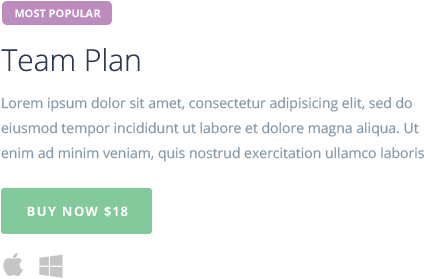 MOST POPULAR
Team Plan
Lorem ipsum dolor sit amet, consectetur adipisicing elit, sed do
eiusmod tempor incididunt ut labore et dolore magna aliqua. Ut
enim ad minim veniam, quis nostrud exercitation ullamco laboris
BUY NOW $18